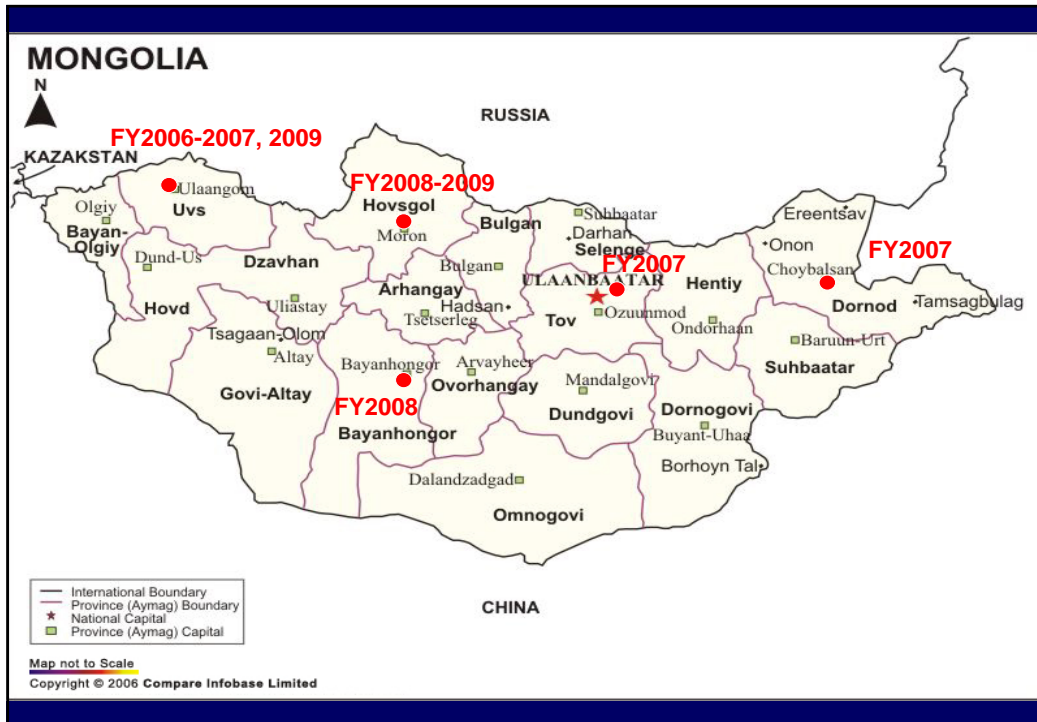 MONGOLIA
N
RUSSIA
FY2006-2007, 2009
KAZAKSTAN
FY2008-2009
Ulaangom
Uvs
Hovsgol
Moron
Olgiy
Bayan-
Olgiy
Bulgan
Suhbaatar
Darhan
Selenge
Ereentsav
Onon
FY2007
Choybalsan
Dund-Us
Dzavhan
Bulgan
FY2007
ULAANBAATAR
Hentiy
Dornod
Tamsagbulag
Hovd
Uliastay
Arhangay
Hadsan
Tsetserleg
Tov
Ozuunmod
Ondorhaan
Tsagaan-Olom
Altay
Baruun-Urt
Suhbaatar
Bayanhongor
Arvayheer
Ovorhangay
Mandalgovi
Govi-Altay
FY2008
Bayanhongor
Dundgovi
Dornogovi
Buyant-Uhaa
Borhoyn Tal
Dalandzadgad
Omnogovi
CHINA
International Boundary
Province (Aymag) Boundary
National Capital
Province (Aymag) Capital
Map not to Scale
Copyright © 2006 Compare Infobase Limited